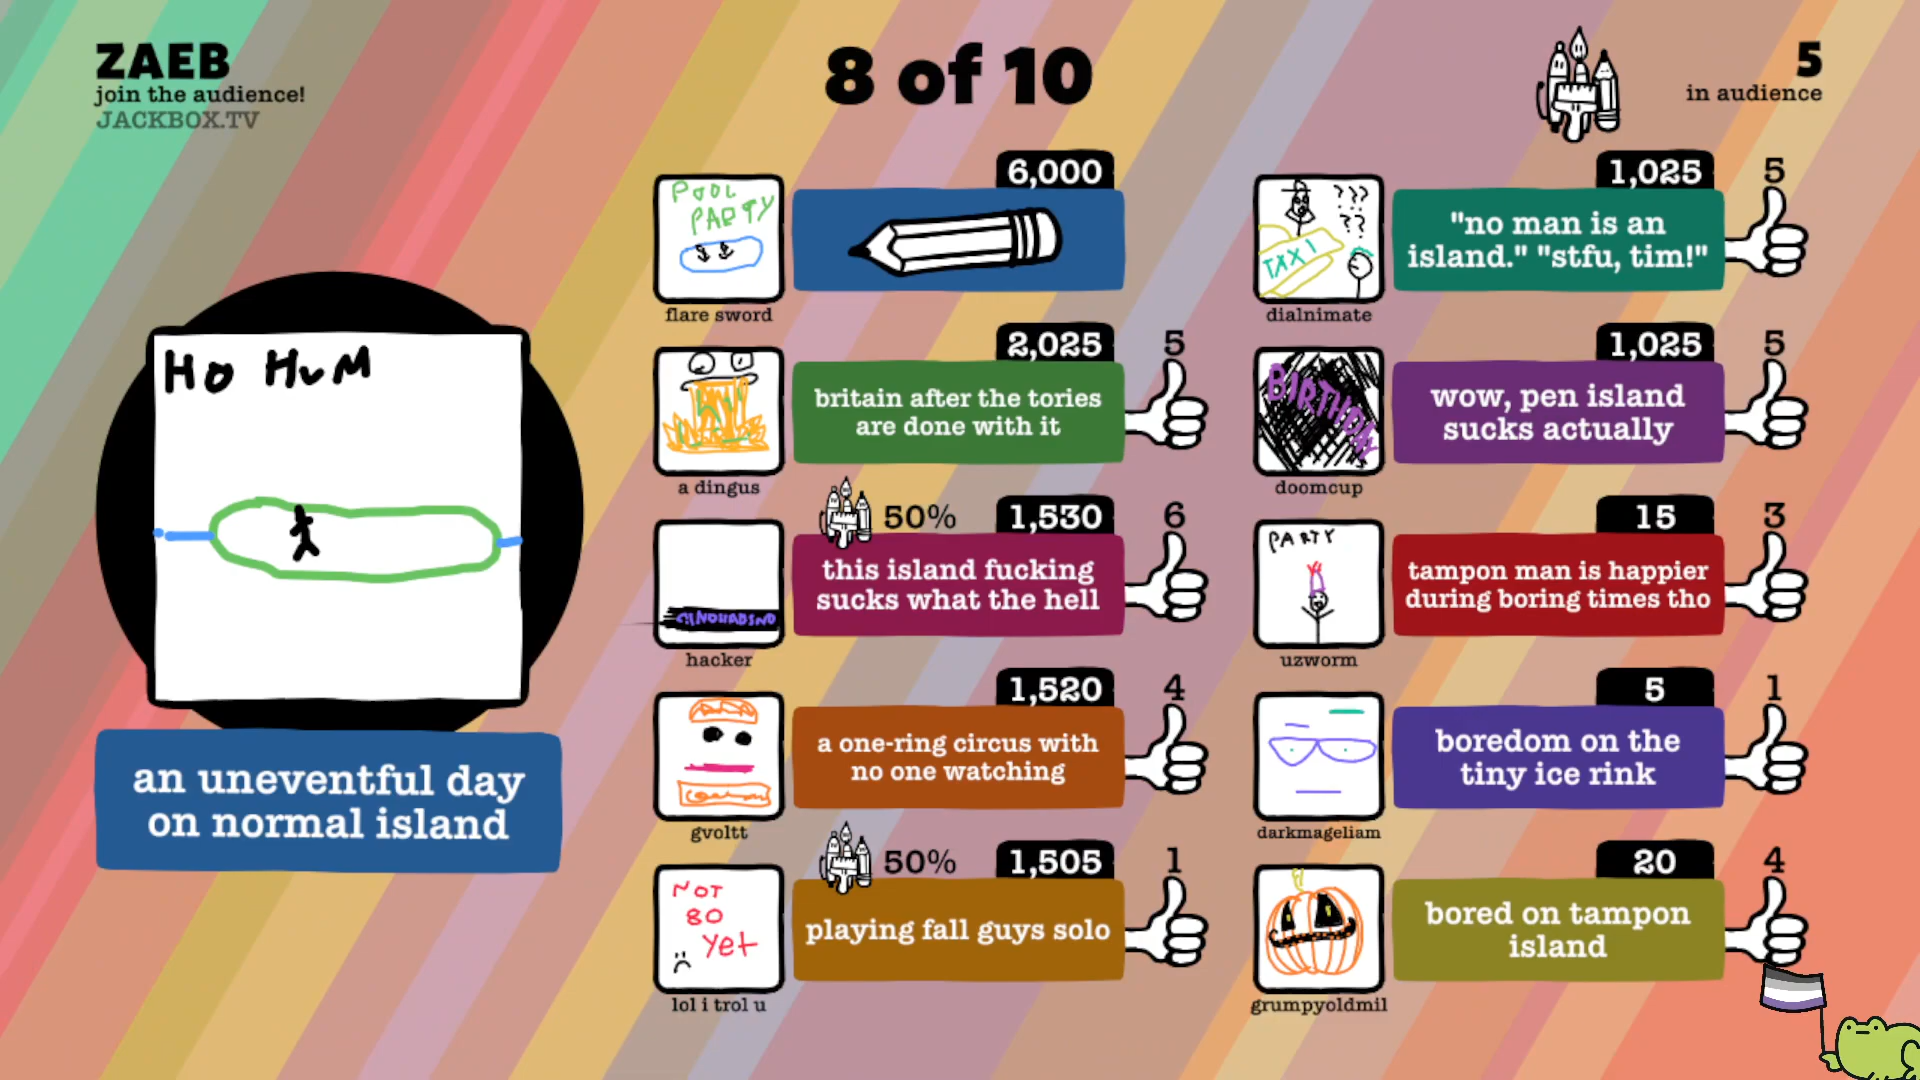 ZAEB
join the audience!
JACKBOX.TV
8 of 10
5
in audience
HO HUM
an uneventful day
on normal island
POOL
PARTY
flare sword
6,000
a dingus
2,025
britain after the tories
are done with it
5
hacker
50%
1,530
this island fucking
sucks what the hell
6
gvoltt
1,520
a one-ring circus with
no one watching
4
NOT
80
yet
lol i trol u
50%
1,505
playing fall guys solo
1
???
??
TAXI
dialnimate
1,025
"no man is an
island." "stfu, tim!"
5
BIRTHDAY
doomcup
1,025
wow, pen island
sucks actually
5
PARTY
uzworm
15
tampon man is happier
during boring times tho
3
darkmageliam
5
boredom on the
tiny ice rink
1
grumpyoldmil
20
bored on tampon
island
4